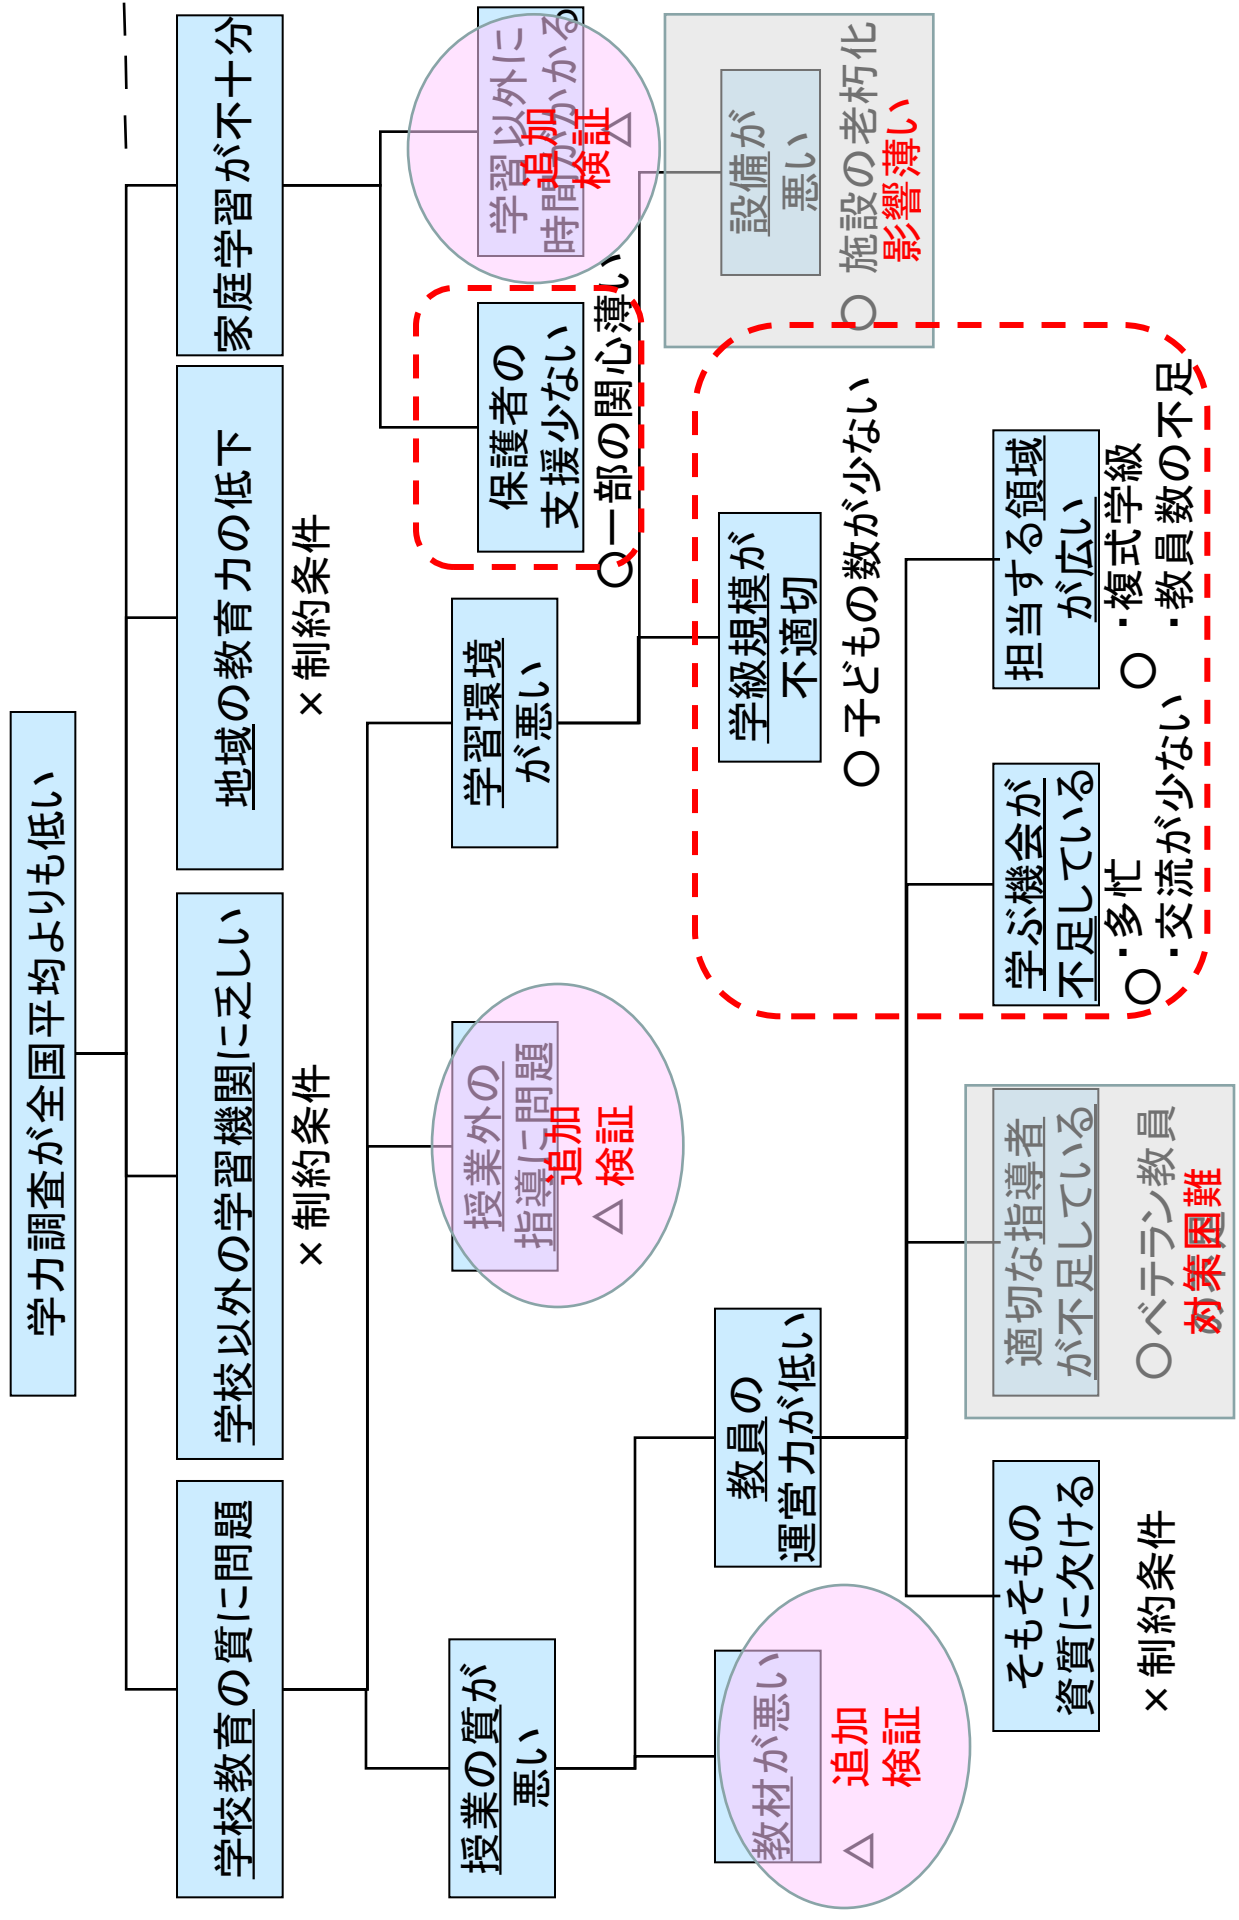 学力調査が全国平均よりも低い
学校教育の質に問題
学校以外の学習機関に乏しい
×制約条件
地域の教育力の低下
×制約条件
家庭学習が不十分
授業の質が
悪い
授業外の
指導に問題
追加
検証
△
学習環境
が悪い
保護者の
支援少ない
○一部の関心薄い
学習以外に
時間がかかる
追加
検証
△
教材が悪い
追加
検証
△
教員の
運営力が低い
学級規模が
不適切
○子どもの数が少ない
設備が
悪い
○施設の老朽化
影響薄い
そもそもの
資質に欠ける
×制約条件
適切な指導者
が不足している
○ベテラン教員
対策困難
学ぶ機会が
不足している
○・多忙
・交流が少ない
担当する領域
が広い
○・複式学級
・教員数の不足